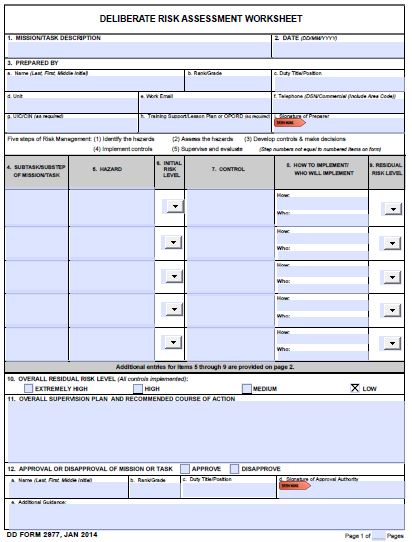 DELIBERATE RISK ASSESSMENT WORKSHEET
1. MISSION/TASK DESCRIPTION
2. DATE (DD/MM/YYYY)
3. PREPARED BY
a. Name (Last, First, Middle Initial)
b. Rank/Grade
c. Duty Title/Position
d. Unit
e. Work Email
f. Telephone (DSN/Commercial (Include Area Code))
g. UIC/CIN (as required)
h. Training Support/Lesson Plan or OPORD (as required)
i. Signature of Preparer
Five steps of Risk Management: (1) Identify the hazards (2) Assess the hazards (3) Develop controls & make decisions
(4) Implement controls (5) Supervise and evaluate (Step numbers not equal to numbered items on form)
4. SUBTASK/SUBSTEP OF MISSION/TASK
5. HAZARD
6. INITIAL RISK LEVEL
7. CONTROL
8. HOW TO IMPLEMENT/ WHO WILL IMPLEMENT
9. RESIDUAL RISK LEVEL
How:
Who:
How:
Who:
How:
Who:
How:
Who:
How:
Who:
Additional entries for items 5 through 9 are provided on page 2.
10. OVERALL RESIDUAL RISK LEVEL (All controls implemented):
EXTREMELY HIGH
HIGH
MEDIUM
X LOW
11. OVERALL SUPERVISION PLAN AND RECOMMENDED COURSE OF ACTION
12. APPROVAL OR DISAPPROVAL OF MISSION OR TASK
APPROVE
DISAPPROVE
a. Name (Last, First, Middle Initial)
b. Rank/Grade
c. Duty Title/Position
d. Signature of Approval Authority
e. Additional Guidance:
DD FORM 2977, JAN 2014
Page 1 of Pages